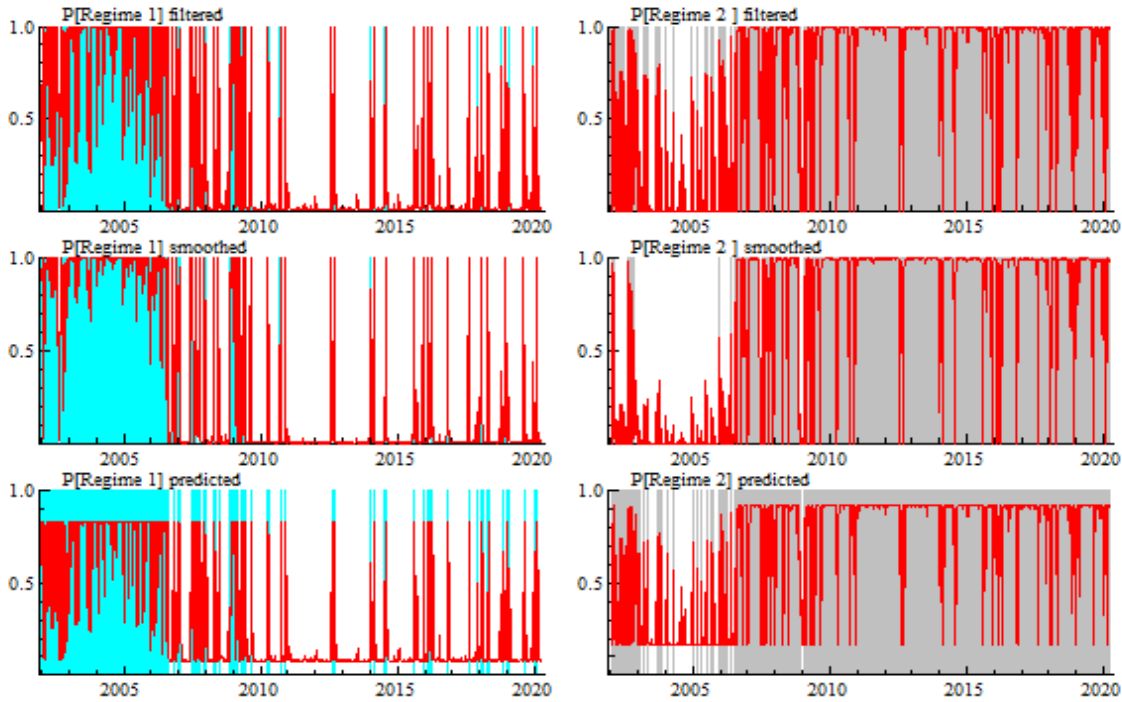 P[Regime 1] filtered
1.0
0.5
2005 2010 2015 2020
P[Regime 2 ] filtered
1.0
0.5
2005 2010 2015 2020
P[Regime 1] smoothed
1.0
0.5
2005 2010 2015 2020
P[Regime 2 ] smoothed
1.0
0.5
2005 2010 2015 2020
P[Regime 1] predicted
1.0
0.5
2005 2010 2015 2020
P[Regime 2] predicted
1.0
0.5
2005 2010 2015 2020